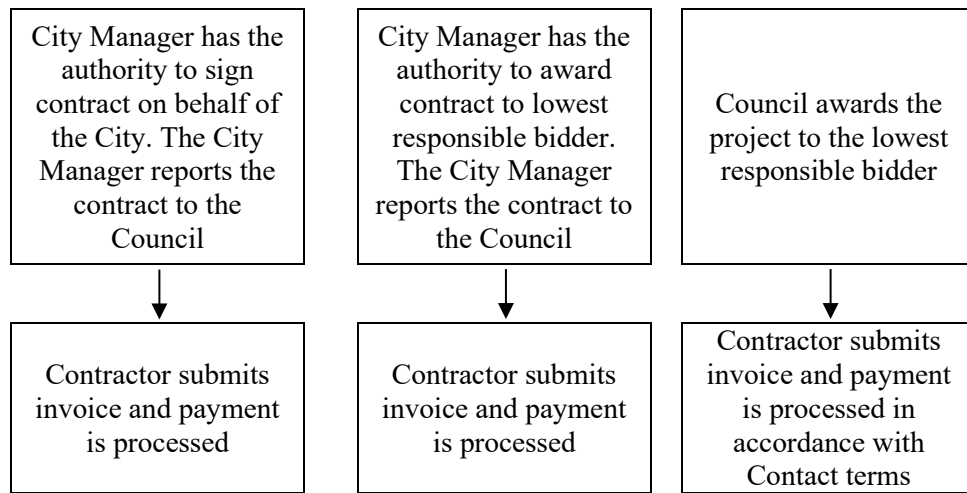 City Manager has the
authority to sign
contract on behalf of
the City. The City
Manager reports the
contract to the
Council
City Manager has the
authority to award
contract to lowest
responsible bidder.
The City Manager
reports the contract to
the Council
Council awards the
project to the lowest
responsible bidder
Contractor submits
invoice and payment
is processed
Contractor submits
invoice and payment
is processed
Contractor submits
invoice and payment
is processed in
accordance with
Contact terms